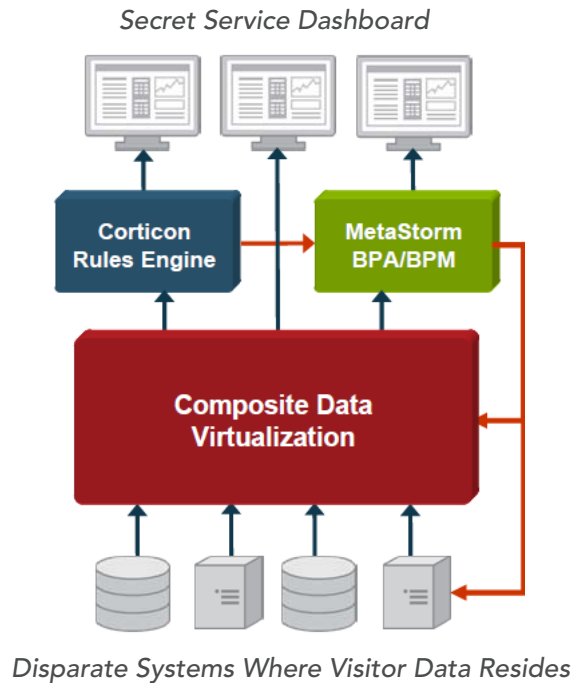 Secret Service Dashboard
Corticon
Rules Engine
MetaStorm
BPA/BPM
Composite Data
Virtualization
Disparate Systems Where Visitor Data Resides